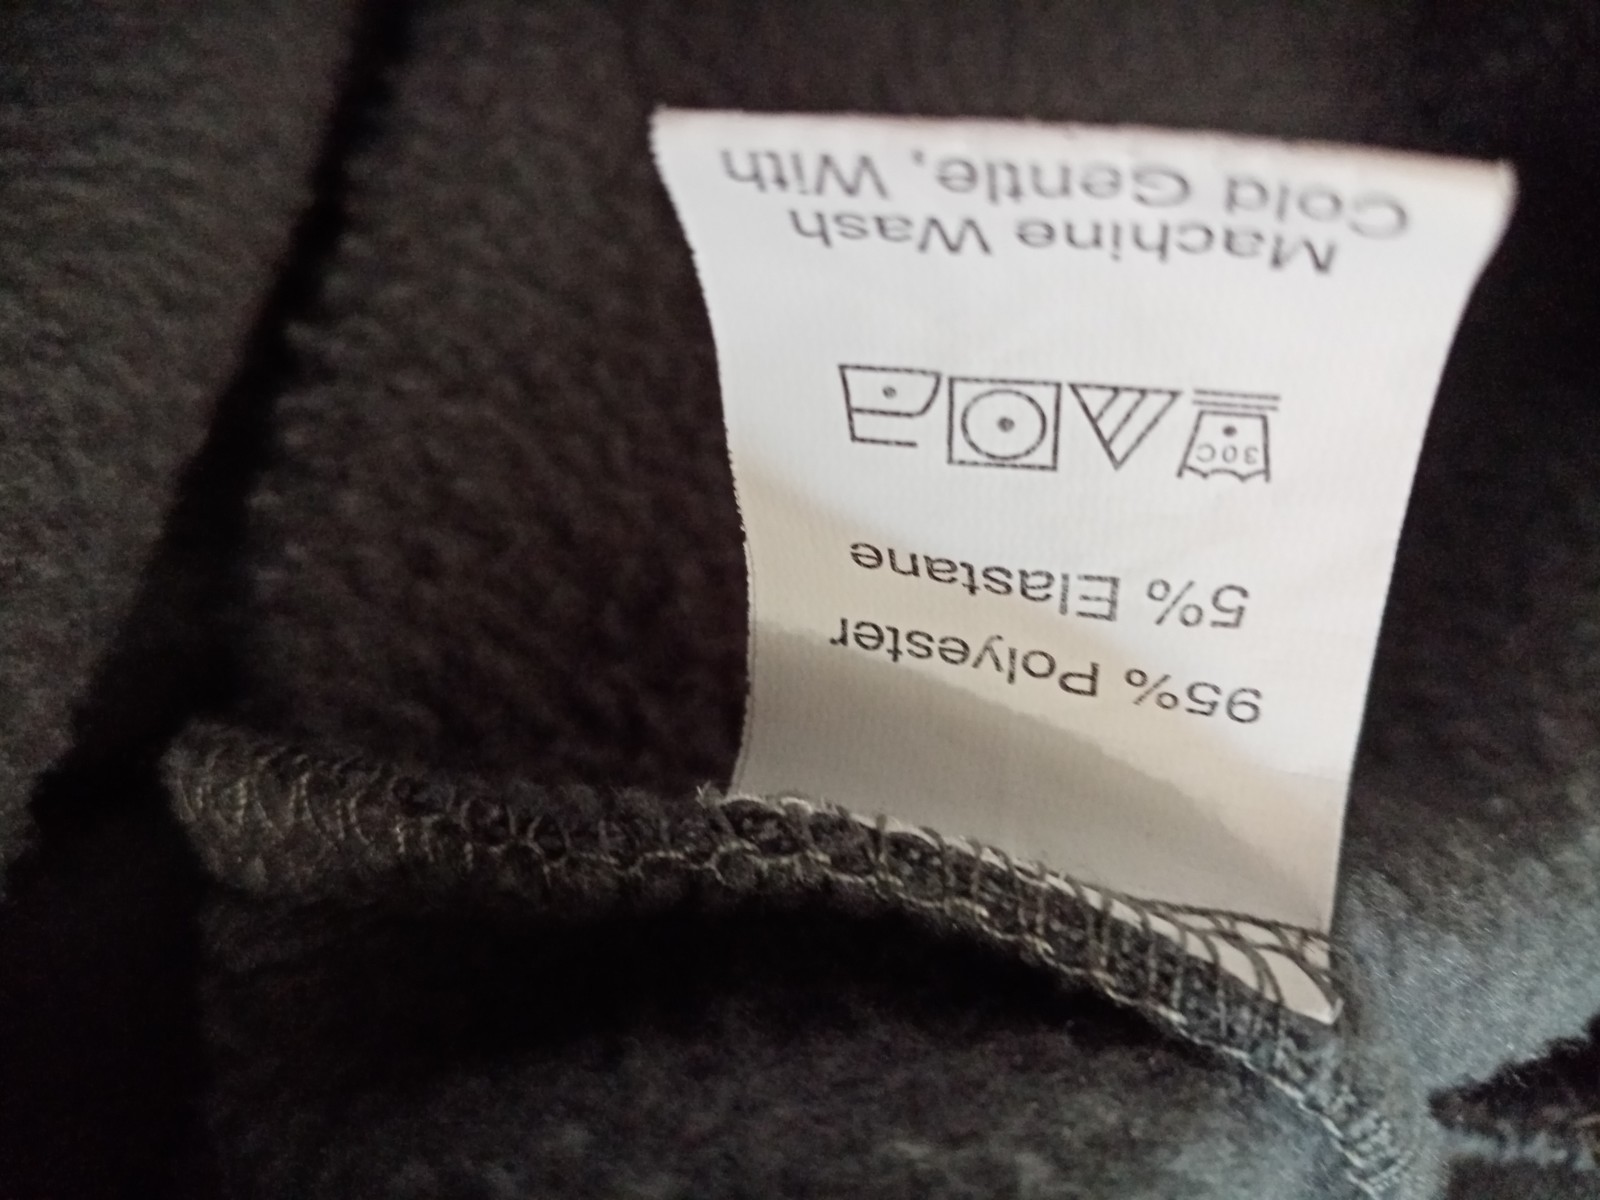 95% Polyester
5% Elastane
30C
Machine Wash
Cold Gentle, With